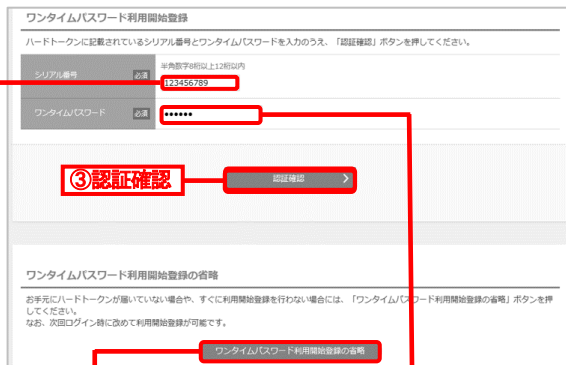 ワンタイムパスワード利用開始登録
ハードトークンに記載されているシリアル番号とワンタイムパスワードを入力のうえ、「認証確認」ボタンを押してください。
シリアル番号 必須 半角数字8桁以上12桁以内
123456789
ワンタイムパスワード 必須 ••••••
③認証確認 認証確認
ワンタイムパスワード利用開始登録の省略
お手元にハードトークンが届いていない場合や、すぐに利用開始登録を行わない場合には、「ワンタイムパスワード利用開始登録の省略」ボタンを押
してください。
なお、次回ログイン時に改めて利用開始登録が可能です。
ワンタイムパスワード利用開始登録の省略